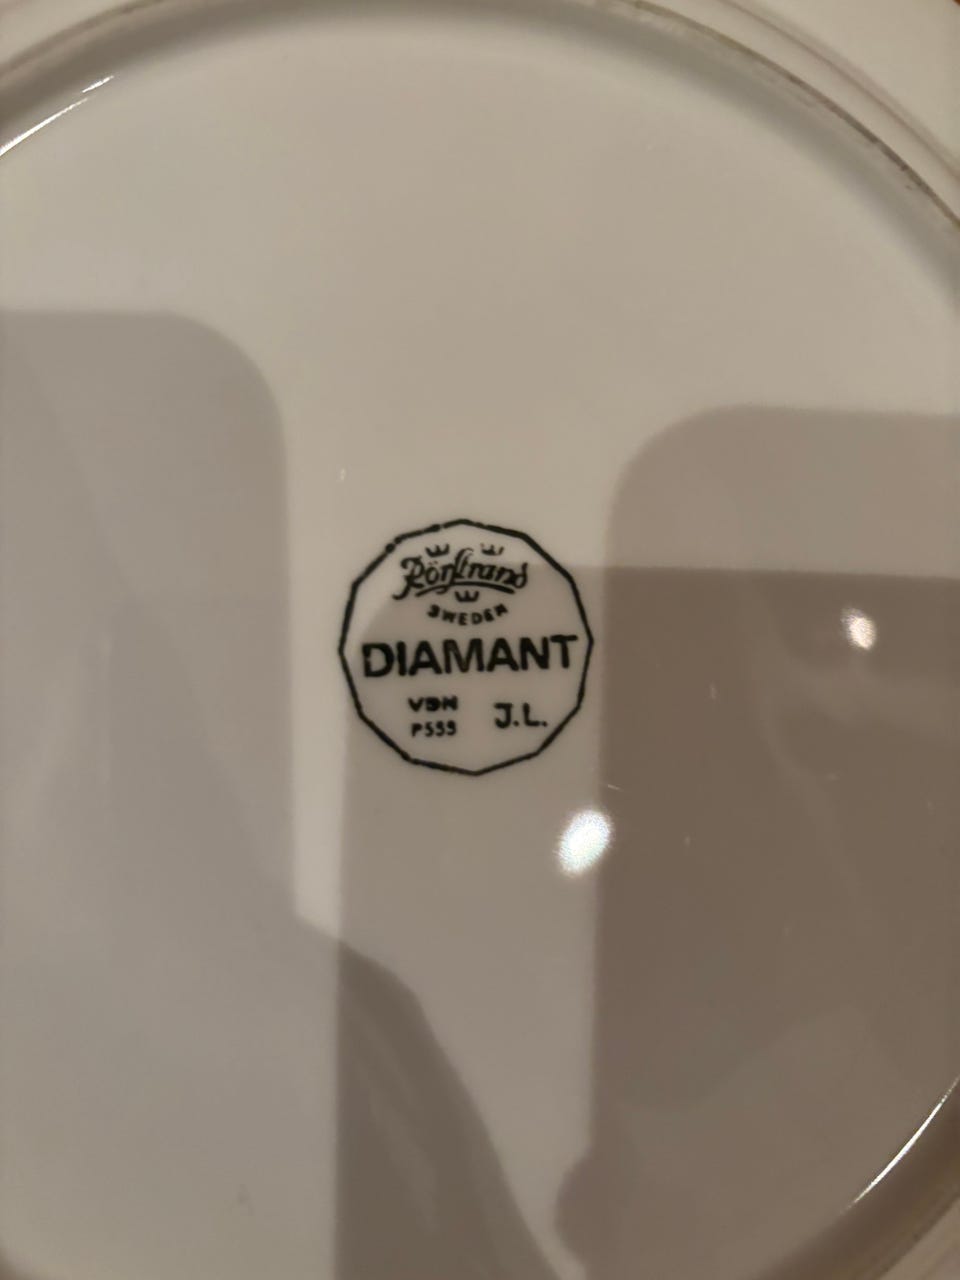 Rörstrand
SWEDEN
DIAMANT
VDN J.L.
P555